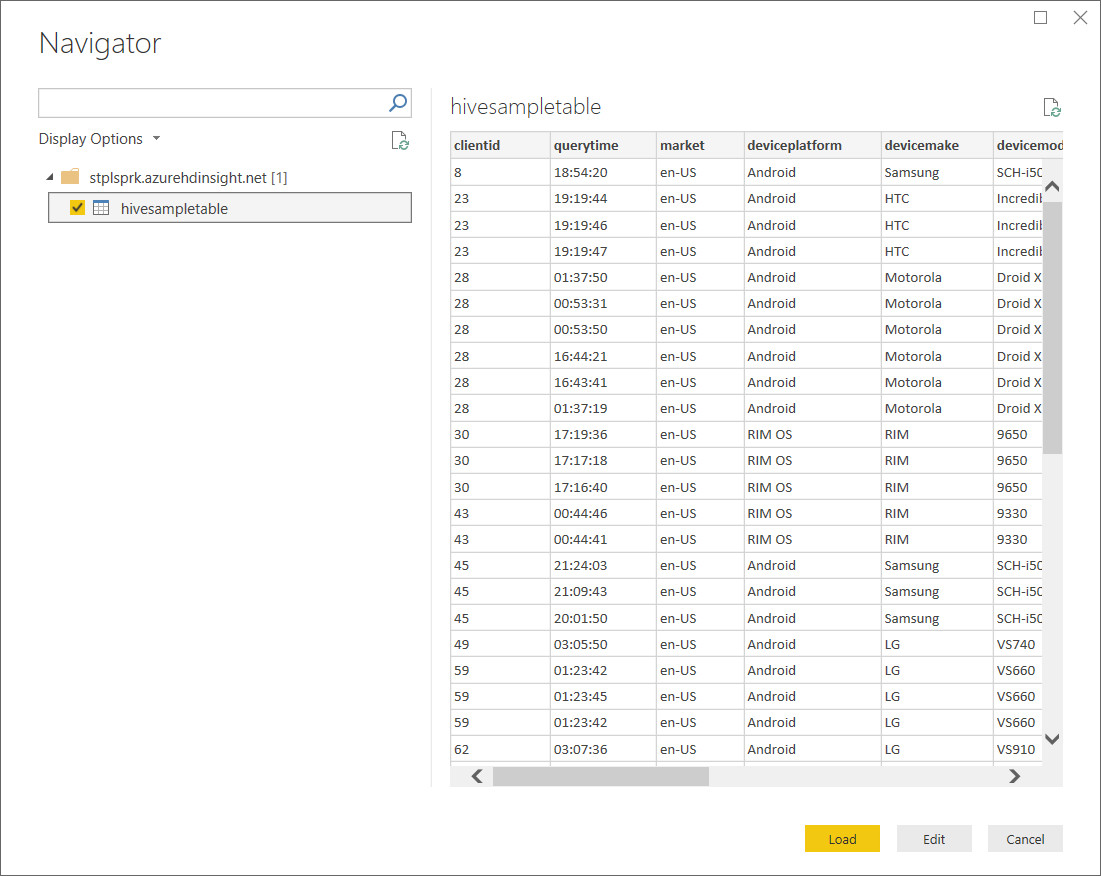 Navigator
Display Options
stplsprk.azurehdinsight.net [1]
hivesampletable
hivesampletable
clientid querytime market deviceplatform devicemake devicemod
8 18:54:20 en-US Android Samsung SCH-i50
23 19:19:44 en-US Android HTC Incredib
23 19:19:46 en-US Android HTC Incredib
23 19:19:47 en-US Android HTC Incredib
28 01:37:50 en-US Android Motorola Droid X
28 00:53:31 en-US Android Motorola Droid X
28 00:53:50 en-US Android Motorola Droid X
28 16:44:21 en-US Android Motorola Droid X
28 16:43:41 en-US Android Motorola Droid X
28 01:37:19 en-US Android Motorola Droid X
30 17:19:36 en-US RIM OS RIM 9650
30 17:17:18 en-US RIM OS RIM 9650
30 17:16:40 en-US RIM OS RIM 9650
43 00:44:46 en-US RIM OS RIM 9330
43 00:44:41 en-US RIM OS RIM 9330
45 21:24:03 en-US Android Samsung SCH-i50
45 21:09:43 en-US Android Samsung SCH-i50
45 20:01:50 en-US Android Samsung SCH-i50
49 03:05:50 en-US Android LG VS740
59 01:23:42 en-US Android LG VS660
59 01:23:45 en-US Android LG VS660
59 01:23:42 en-US Android LG VS660
62 03:07:36 en-US Android LG VS910
Load Edit Cancel